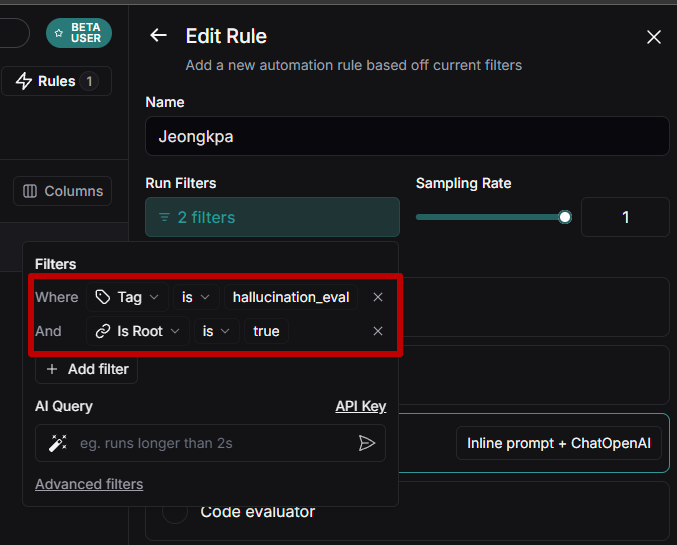 BETA
USER
Edit Rule
Add a new automation rule based off current filters
Rules 1
Name
Jeongkpa
Columns
Run Filters
Sampling Rate
2 filters
1
Filters
Where Tag is hallucination_eval
And Is Root is true
Add filter
AI Query API Key
eg. runs longer than 2s
Inline prompt + ChatOpenAI
Advanced filters
Code evaluator